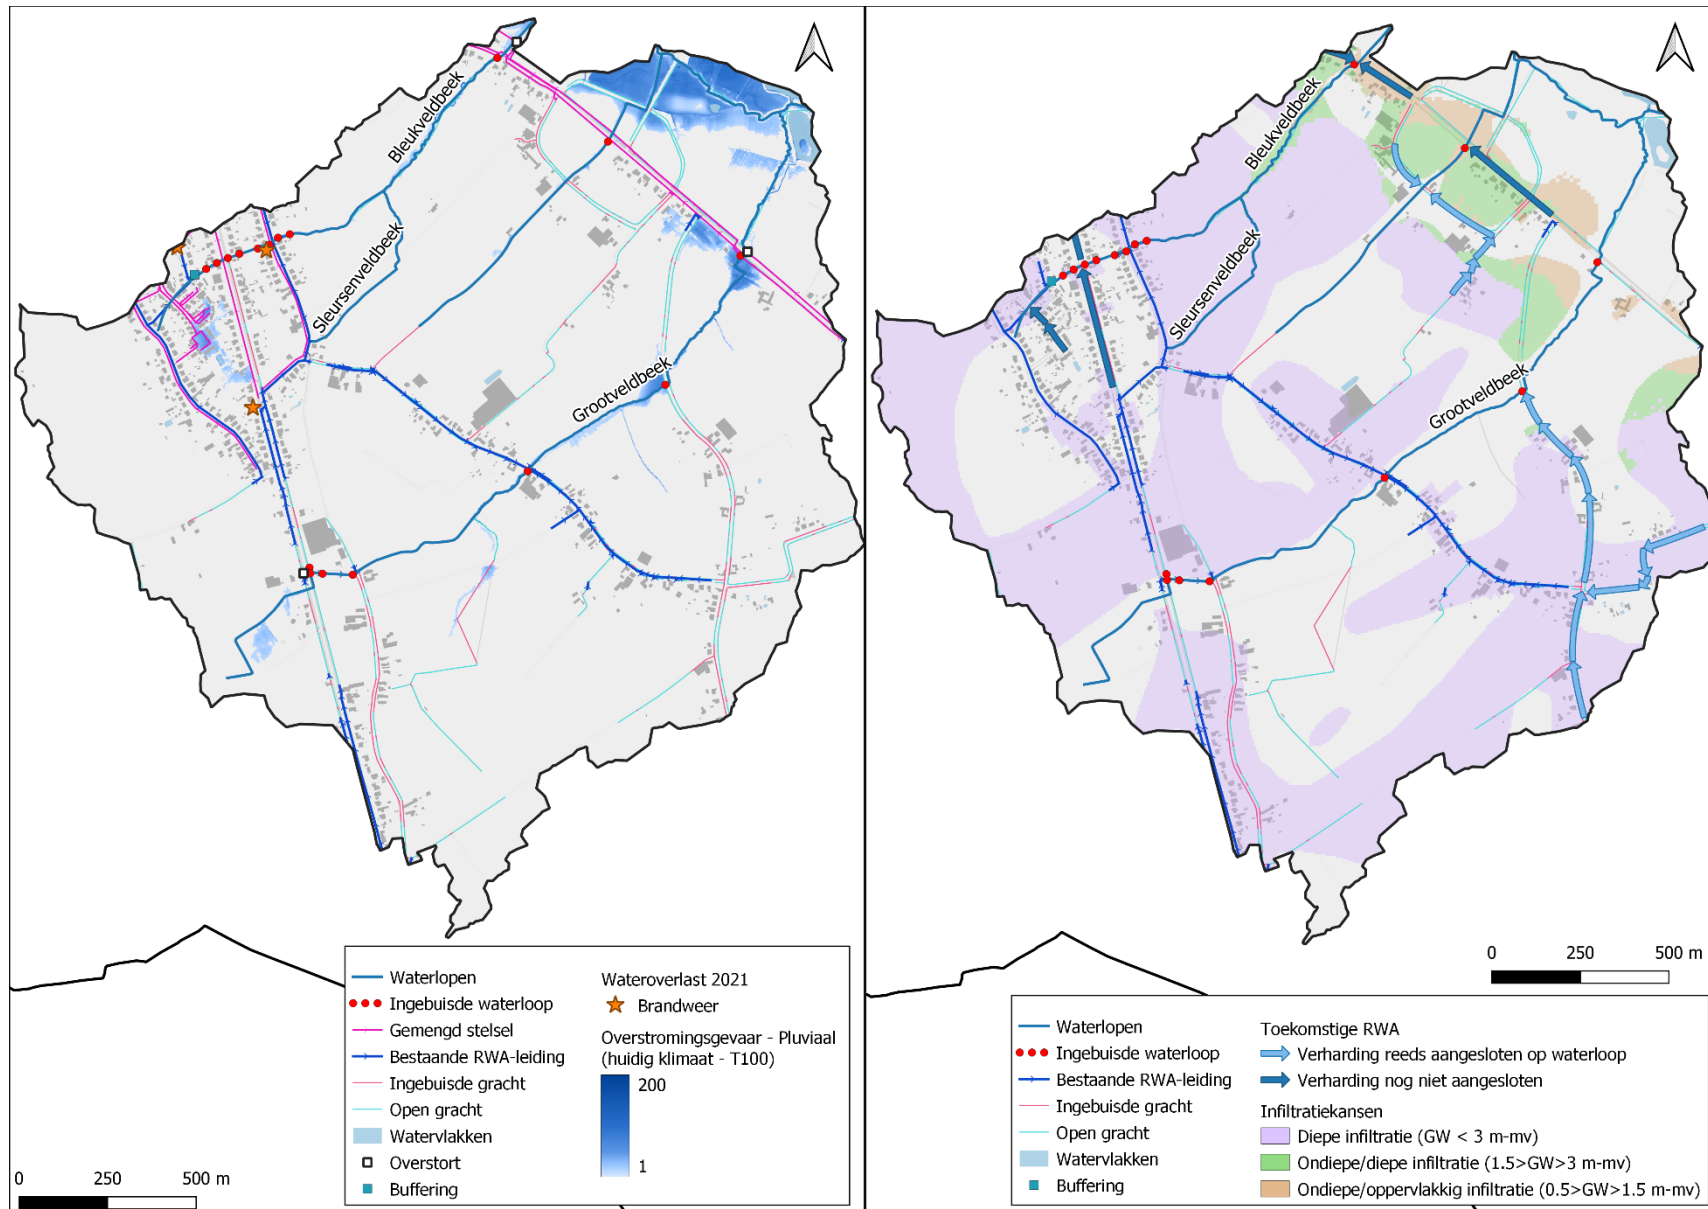 Bleukveldbeek
Sleursenveldbeek
Grootveldbeek
Waterlopen
Ingebuisde waterloop
Gemengd stelsel
Bestaande RWA-leiding
Ingebuisde gracht
Open gracht
Watervlakken
Overstort
Buffering
Wateroverlast 2021
Brandweer
Overstromingsgevaar - Pluviaal
(huidig klimaat - T100)
200
1
0 250 500 m
Bleukveldbeek
Sleursenveldbeek
Grootveldbeek
0 250 500 m
Waterlopen
Ingebuisde waterloop
Bestaande RWA-leiding
Ingebuisde gracht
Open gracht
Watervlakken
Buffering
Toekomstige RWA
Verharding reeds aangesloten op waterloop
Verharding nog niet aangesloten
Infiltratiekansen
Diepe infiltratie (GW < 3 m-mv)
Ondiepe/diepe infiltratie (1.5>GW>3 m-mv)
Ondiepe/oppervlakkig infiltratie (0.5>GW>1.5 m-mv)